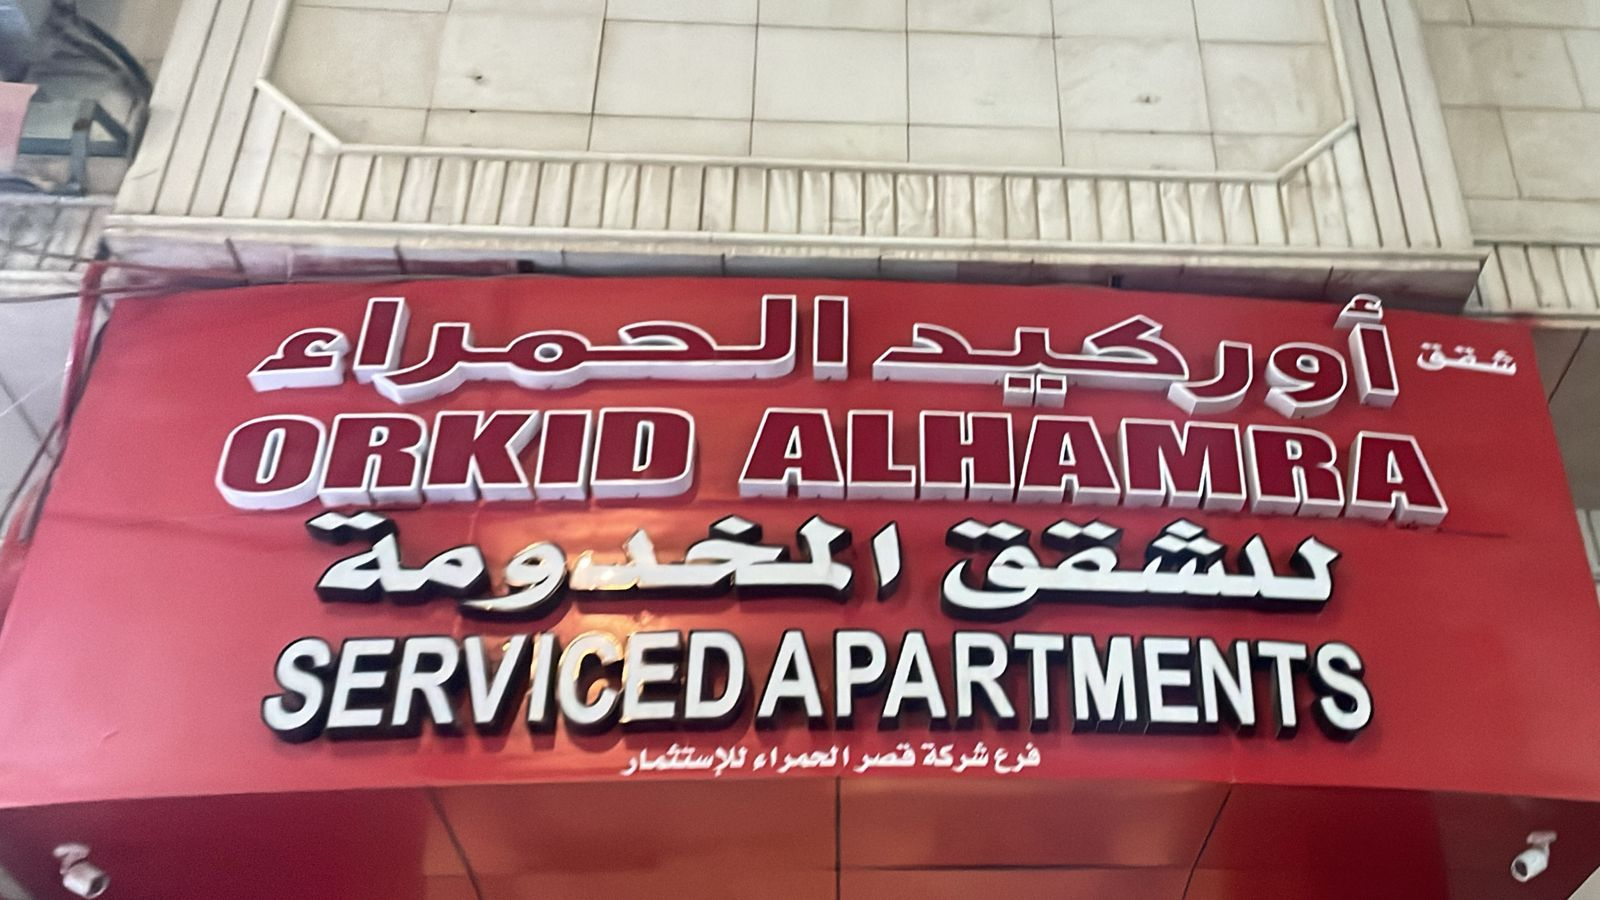 شقق أوركيد الحمراء
ORKID ALHAMRA
للشقق المخدومة
SERVICED APARTMENTS
فرع شركة قصر الحمراء للإستثمار